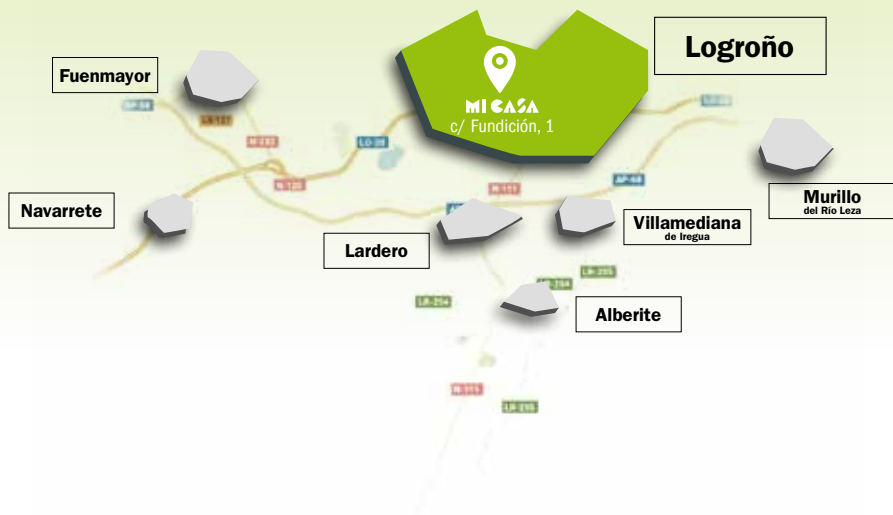 Logroño
Fuenmayor
MI CASA
c/ Fundición, 1
LR-137
N-232
LO-20
N-120
N-111
AP-68
Navarrete
Murillo
del Río Leza
Lardero
Villamediana
de Iregua
LR-255
LR-254
Alberite
N-111
LR-255